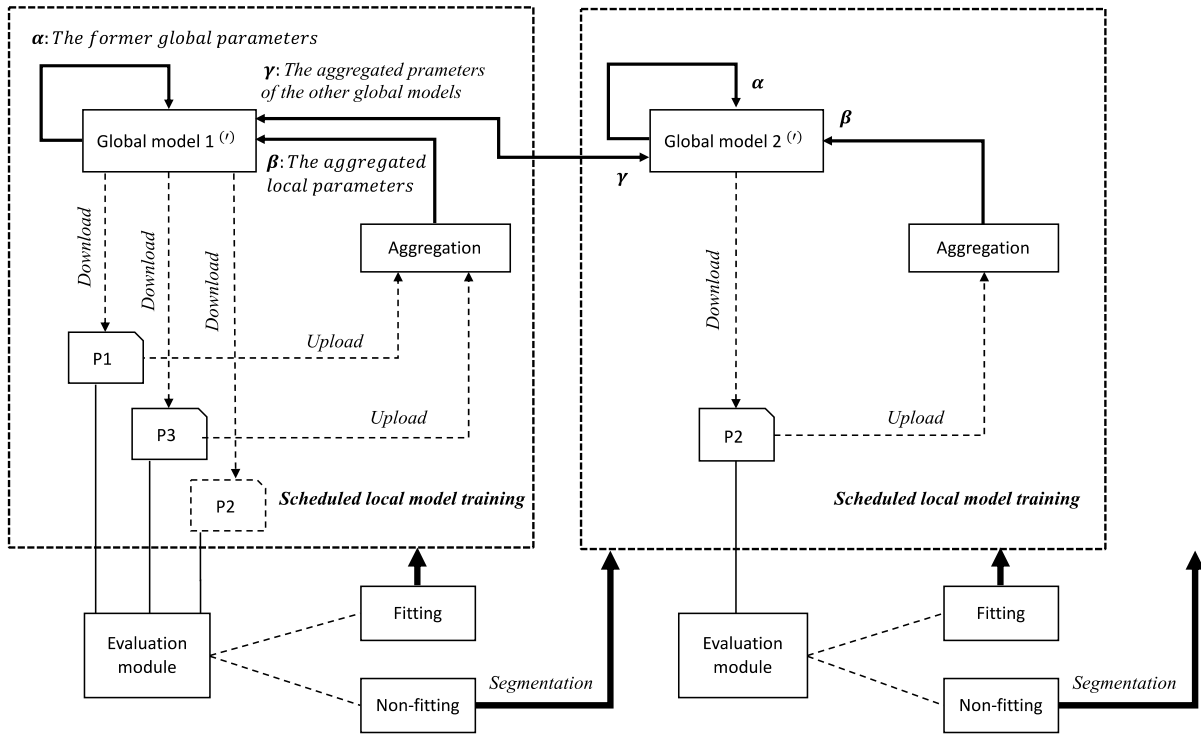 α: The former global parameters
γ: The aggregated prameters
of the other global models
Global model 1 (′)
β: The aggregated
local parameters
Download
Download
Download
Aggregation
P1
Upload
P3
Upload
P2
Scheduled local model training
Evaluation
module
Fitting
Non-fitting
Segmentation
α
Global model 2 (′)
β
γ
Download
Aggregation
P2
Upload
Scheduled local model training
Evaluation
module
Fitting
Non-fitting
Segmentation